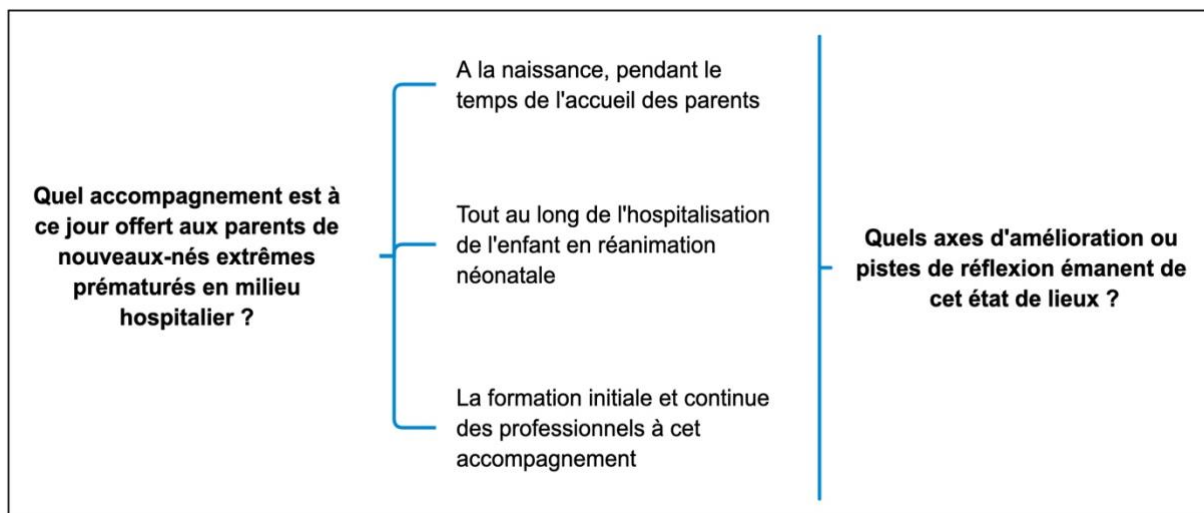 Quel accompagnement est à
ce jour offert aux parents de
nouveaux-nés extrêmes
prématurés en milieu
hospitalier ?
A la naissance, pendant le
temps de l'accueil des parents
Tout au long de l'hospitalisation
de l'enfant en réanimation
néonatale
La formation initiale et continue
des professionnels à cet
accompagnement
Quels axes d'amélioration ou
pistes de réflexion émanent de
cet état de lieux ?